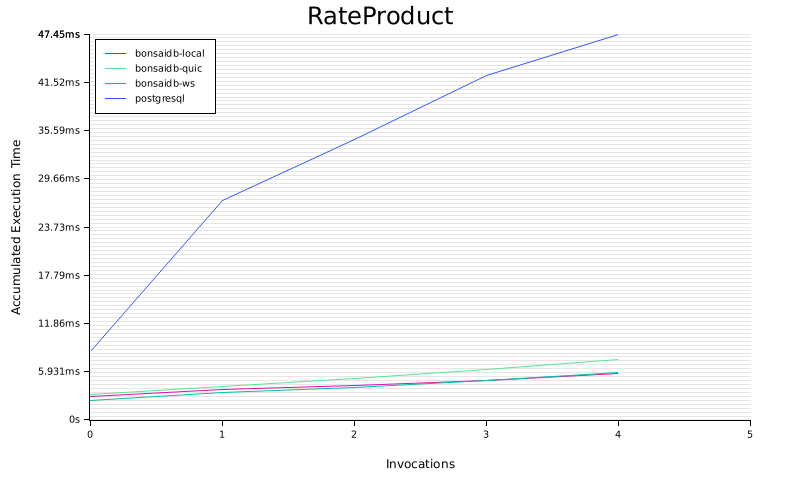 RateProduct
47.45ms
bonsaidb-local
bonsaidb-quic
bonsaidb-ws
postgresql
41.52ms
35.59ms
29.66ms
23.73ms
17.79ms
11.86ms
5.931ms
0s
Accumulated Execution Time
0 1 2 3 4 5
Invocations